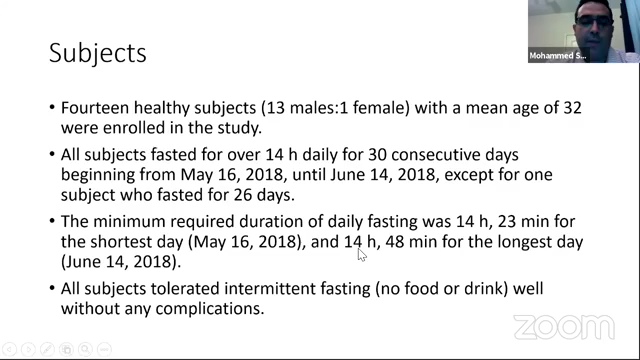 Mohammed S...
Subjects
• Fourteen healthy subjects (13 males:1 female) with a mean age of 32
were enrolled in the study.
• All subjects fasted for over 14 h daily for 30 consecutive days
beginning from May 16, 2018, until June 14, 2018, except for one
subject who fasted for 26 days.
• The minimum required duration of daily fasting was 14 h, 23 min for
the shortest day (May 16, 2018), and 14 h, 48 min for the longest day
(June 14, 2018).
• All subjects tolerated intermittent fasting (no food or drink) well
without any complications.
zoom